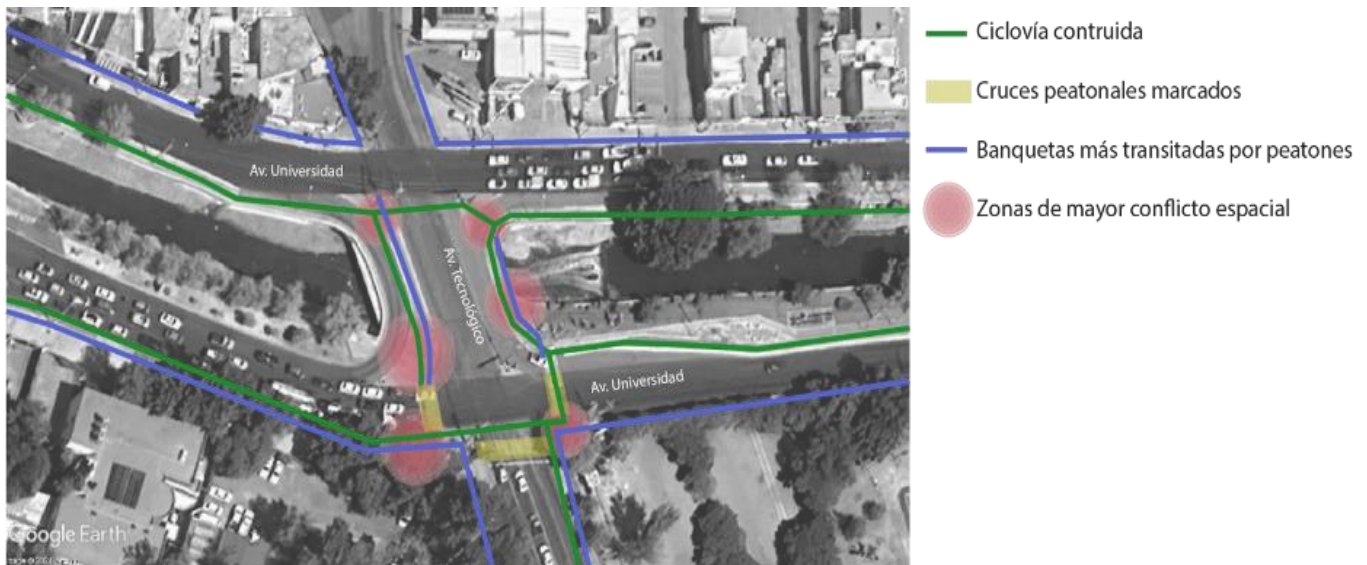 Ciclovía contruida
Cruces peatonales marcados
Banquetas más transitadas por peatones
Zonas de mayor conflicto espacial
Av. Universidad
Av. Tecnológico
Av. Universidad
Google Earth